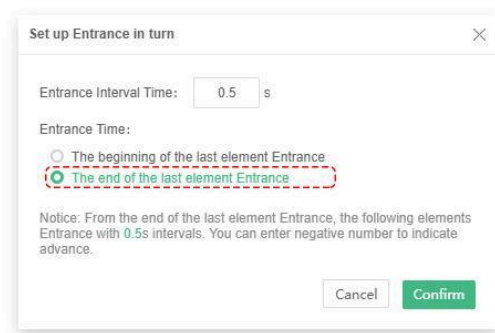 Set up Entrance in turn
Entrance Interval Time: 0.5 s
Entrance Time:
The beginning of the last element Entrance
The end of the last element Entrance
Notice: From the end of the last element Entrance, the following elements
Entrance with 0.5s intervals. You can enter negative number to indicate
advance.
Cancel Confirm